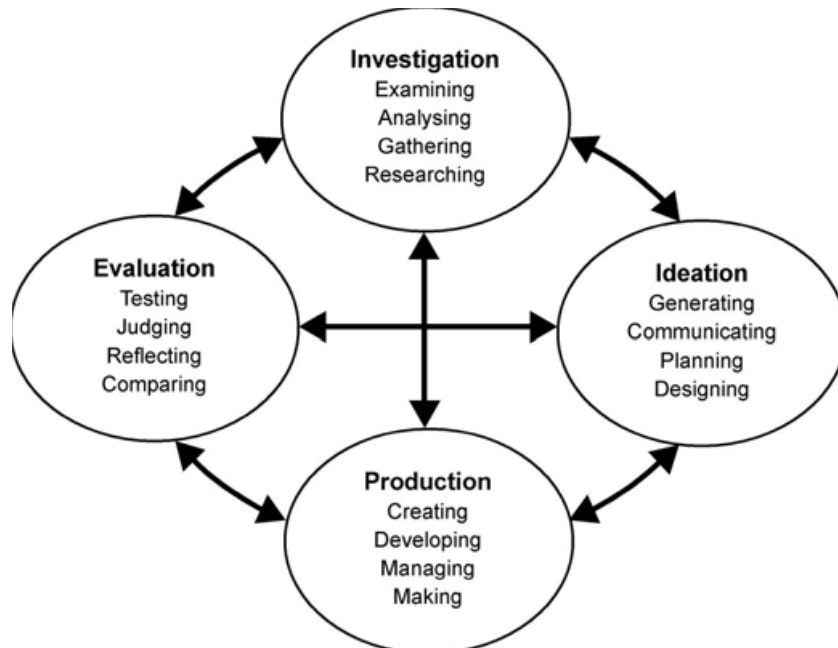 Investigation
Examining
Analysing
Gathering
Researching
Evaluation
Testing
Judging
Reflecting
Comparing
Ideation
Generating
Communicating
Planning
Designing
Production
Creating
Developing
Managing
Making